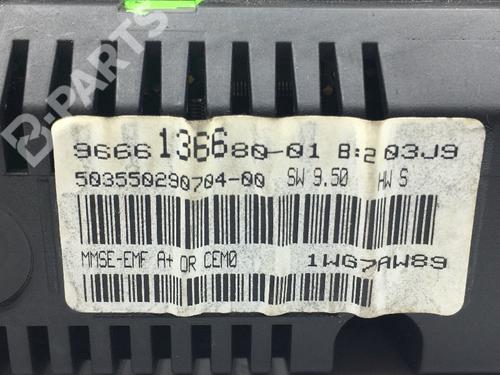 B-PARTS
9666136680-01 B:2 03J9
503550290704-00 SW 9.50 HW S
MMSE-EMF A+ OR CEM0 1WG7AW89